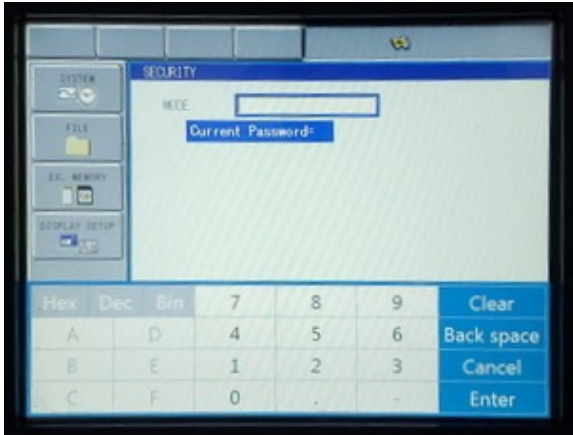 SYSTEM
FILE
EX. MEMORY
DISPLAY SETUP
SECURITY
MODE
Current Password=
Hex Dec Bin 7 8 9 Clear
A D 4 5 6 Back space
B E 1 2 3 Cancel
C F 0 . - Enter